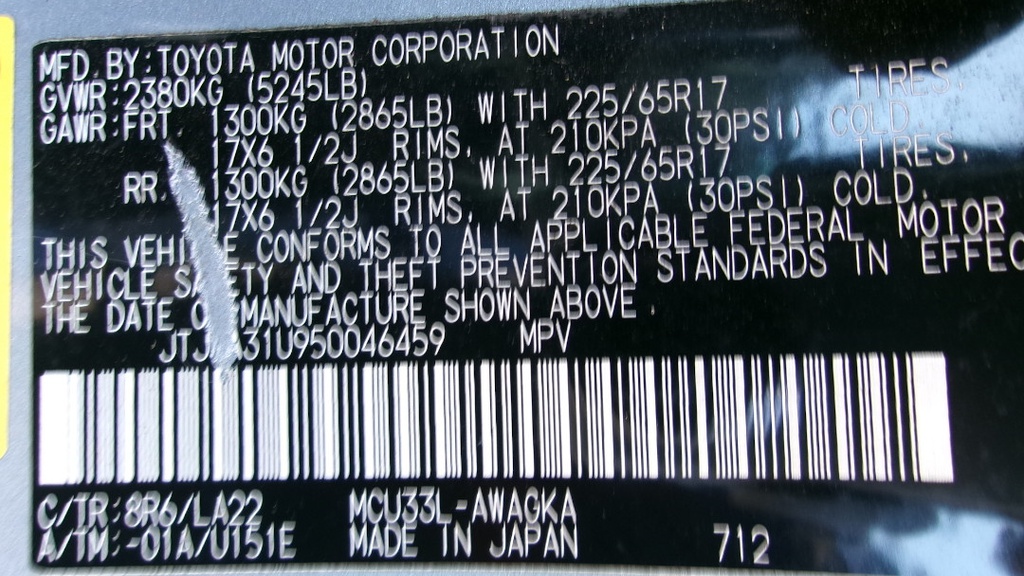 MFD. BY: TOYOTA MOTOR CORPORATION
GVWR: 2380KG (5245LB)
GAWR: FRT. 1300KG (2865LB) WITH 225/65R17 TIRES,
17X6 1/2J RIMS, AT 210KPA (30PSI) COLD.
RR. 1300KG (2865LB) WITH 225/65R17 TIRES,
17X6 1/2J RIMS, AT 210KPA (30PSI) COLD.
THIS VEHI E CONFORMS TO ALL APPLICABLE FEDERAL MOTOR
VEHICLE S ETY AND THEFT PREVENTION STANDARDS IN EFFEC
THE DATE O MANUFACTURE SHOWN ABOVE.
JTJ A31U950046459 MPV
C/TR: 8R6/LA22 MCU33L-AWAGKA
A/TM: -01A/U151E MADE IN JAPAN 712